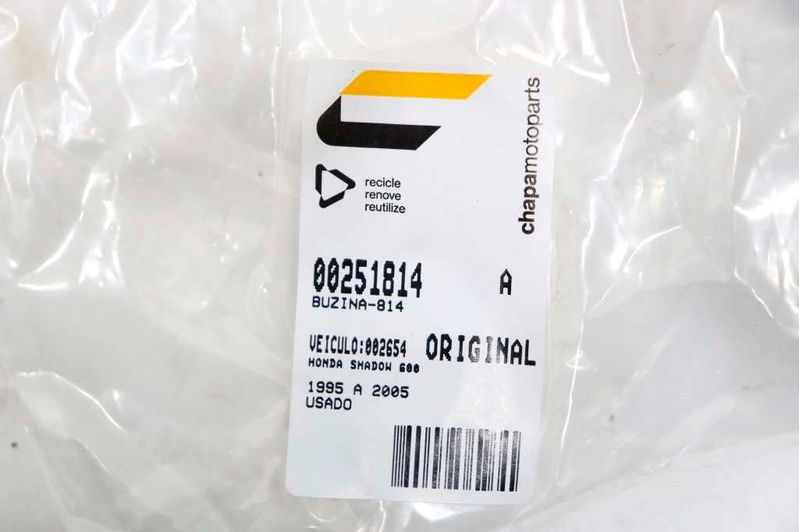 chapamotoparts
recicle
renove
reutilize
00251814 A
BUZINA-814
VEICULO:002654 ORIGINAL
HONDA SHADOW 600
1995 A 2005
USADO